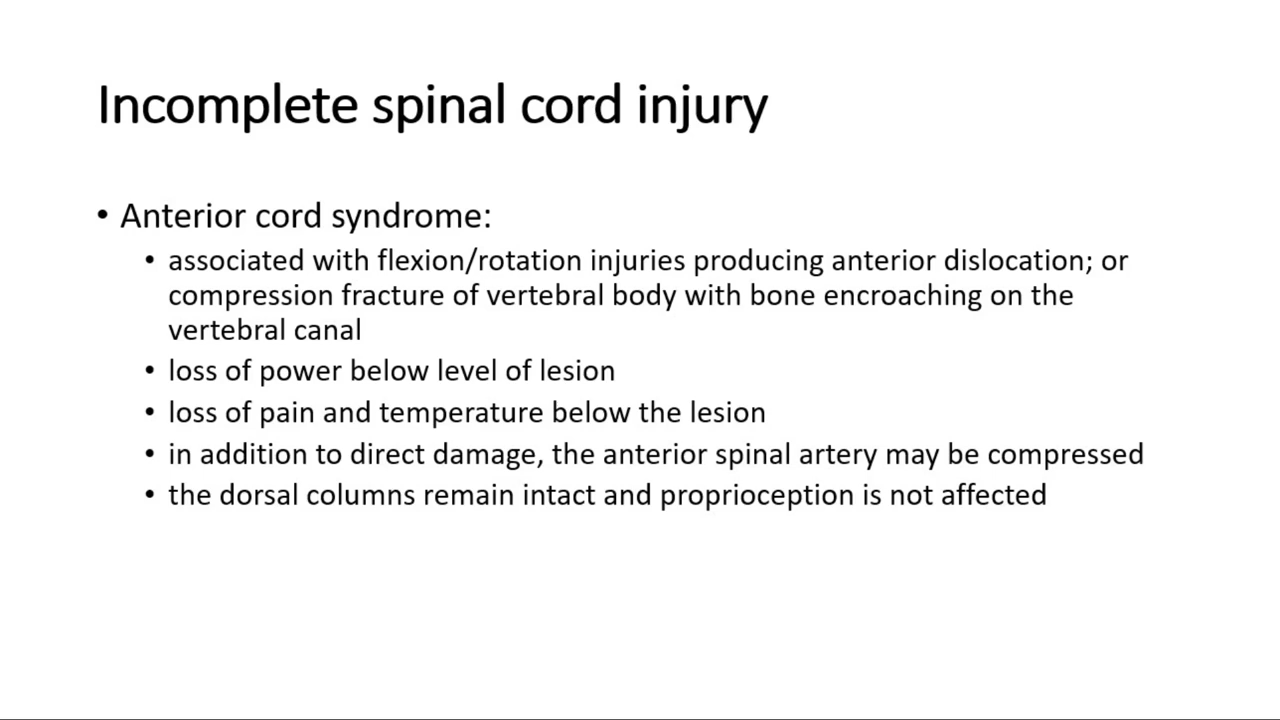 Incomplete spinal cord injury
• Anterior cord syndrome:
• associated with flexion/rotation injuries producing anterior dislocation; or
compression fracture of vertebral body with bone encroaching on the
vertebral canal
• loss of power below level of lesion
• loss of pain and temperature below the lesion
• in addition to direct damage, the anterior spinal artery may be compressed
• the dorsal columns remain intact and proprioception is not affected